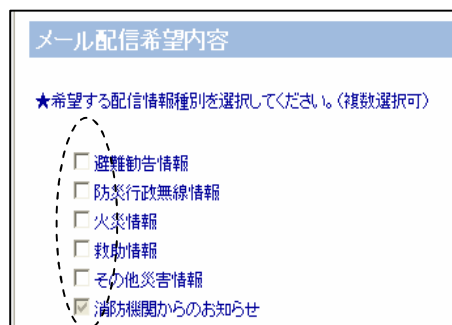 メール配信希望内容
★希望する配信情報種別を選択してください。(複数選択可)
避難勧告情報
防災行政無線情報
火災情報
救助情報
その他災害情報
消防機関からのお知らせ